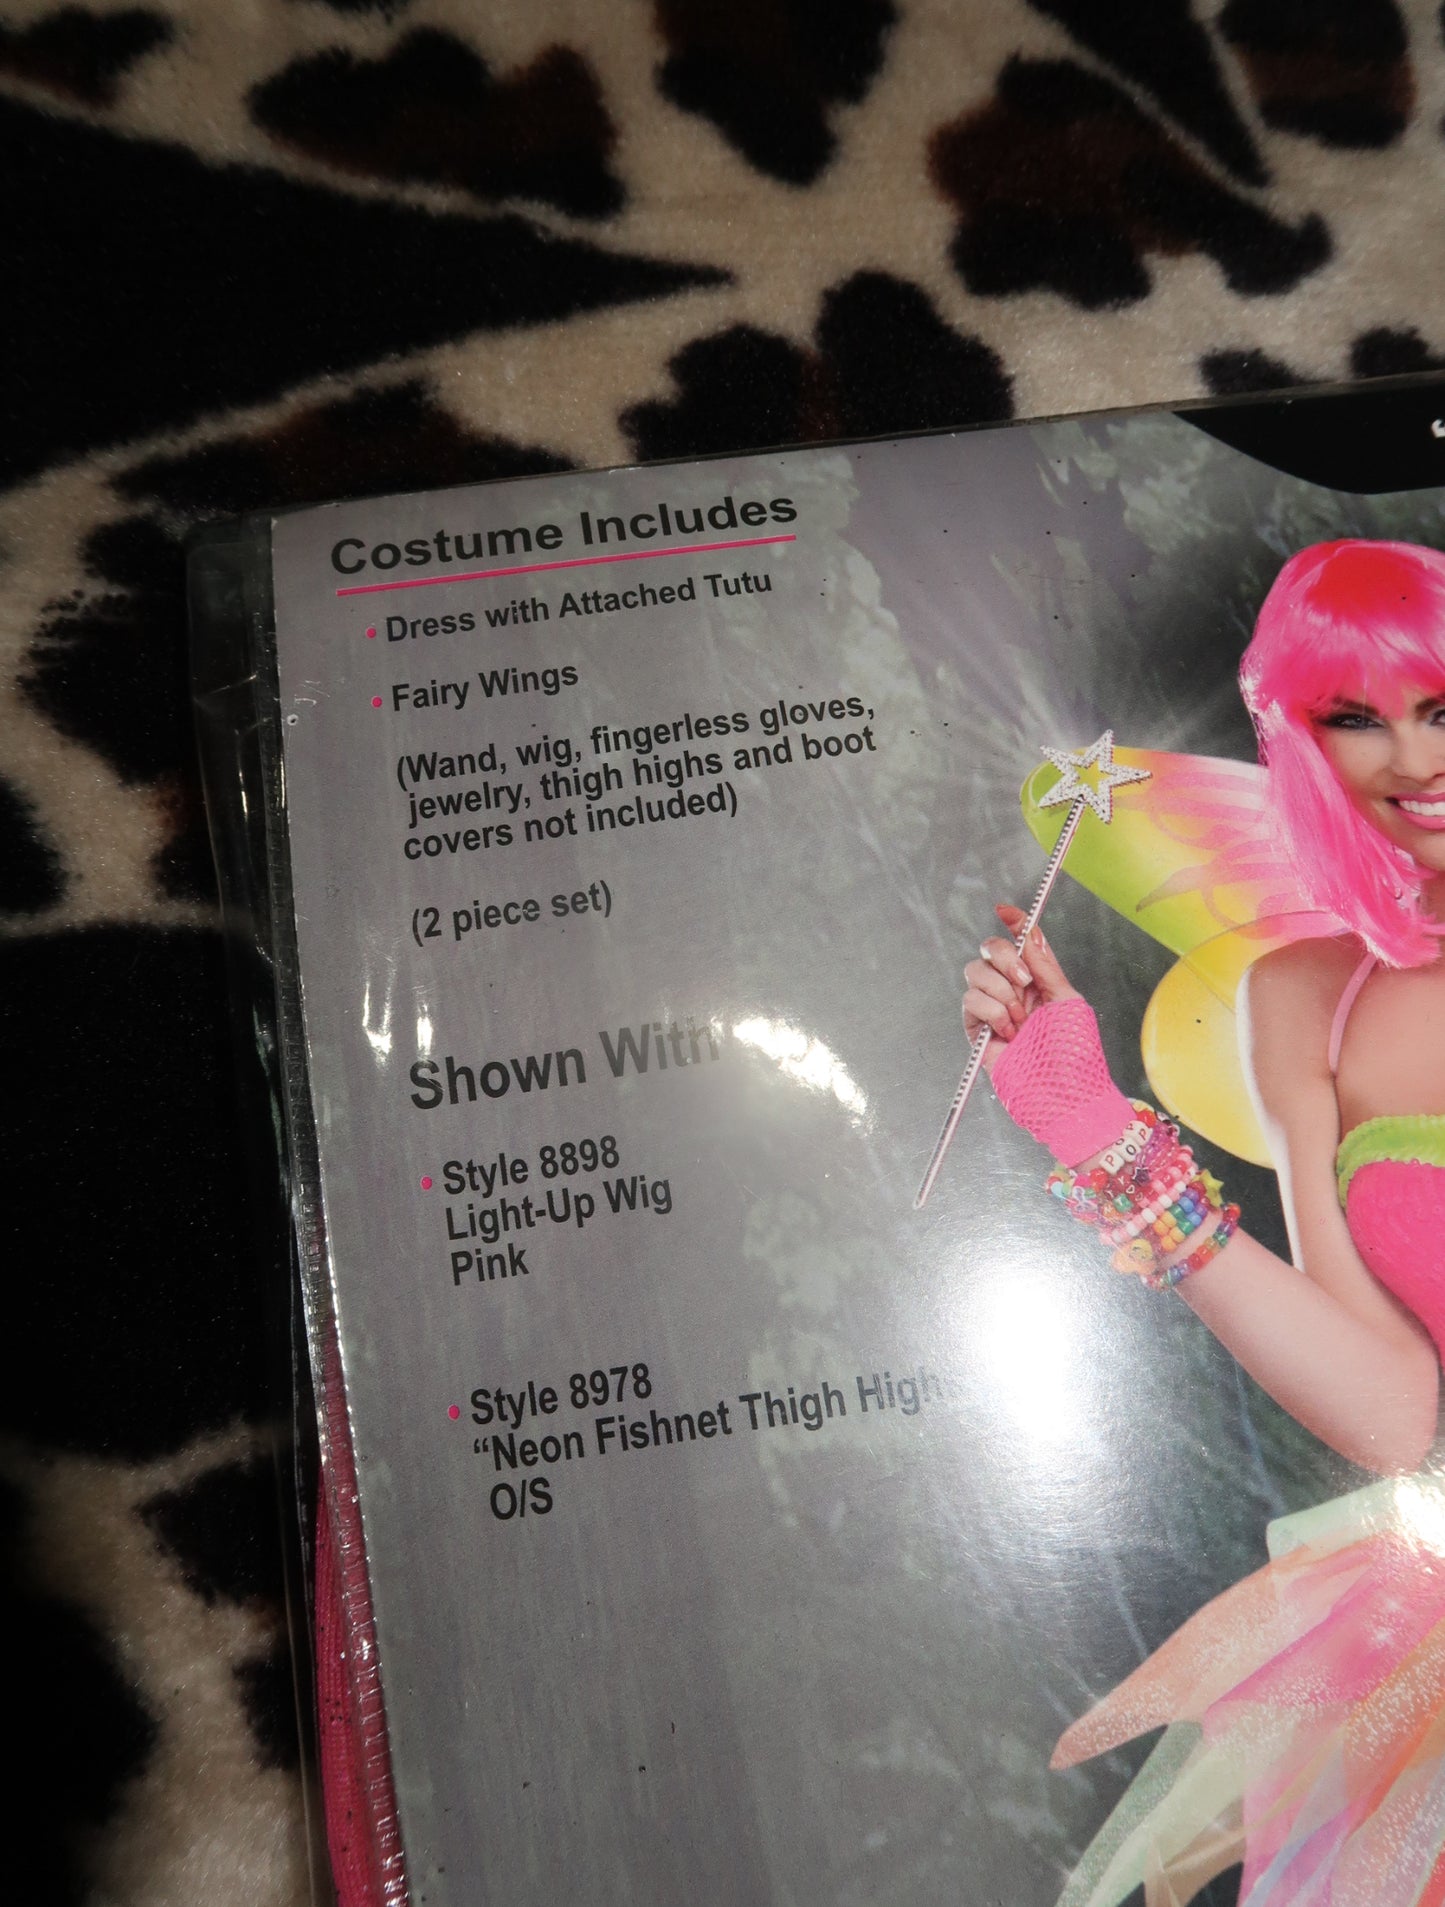 Costume Includes
• Dress with Attached Tutu
• Fairy Wings
(Wand, wig, fingerless gloves,
jewelry, thigh highs and boot
covers not included)
(2 piece set)
Shown With
• Style 8898
Light-Up Wig
Pink
• Style 8978
“Neon Fishnet Thigh High
O/S
POP